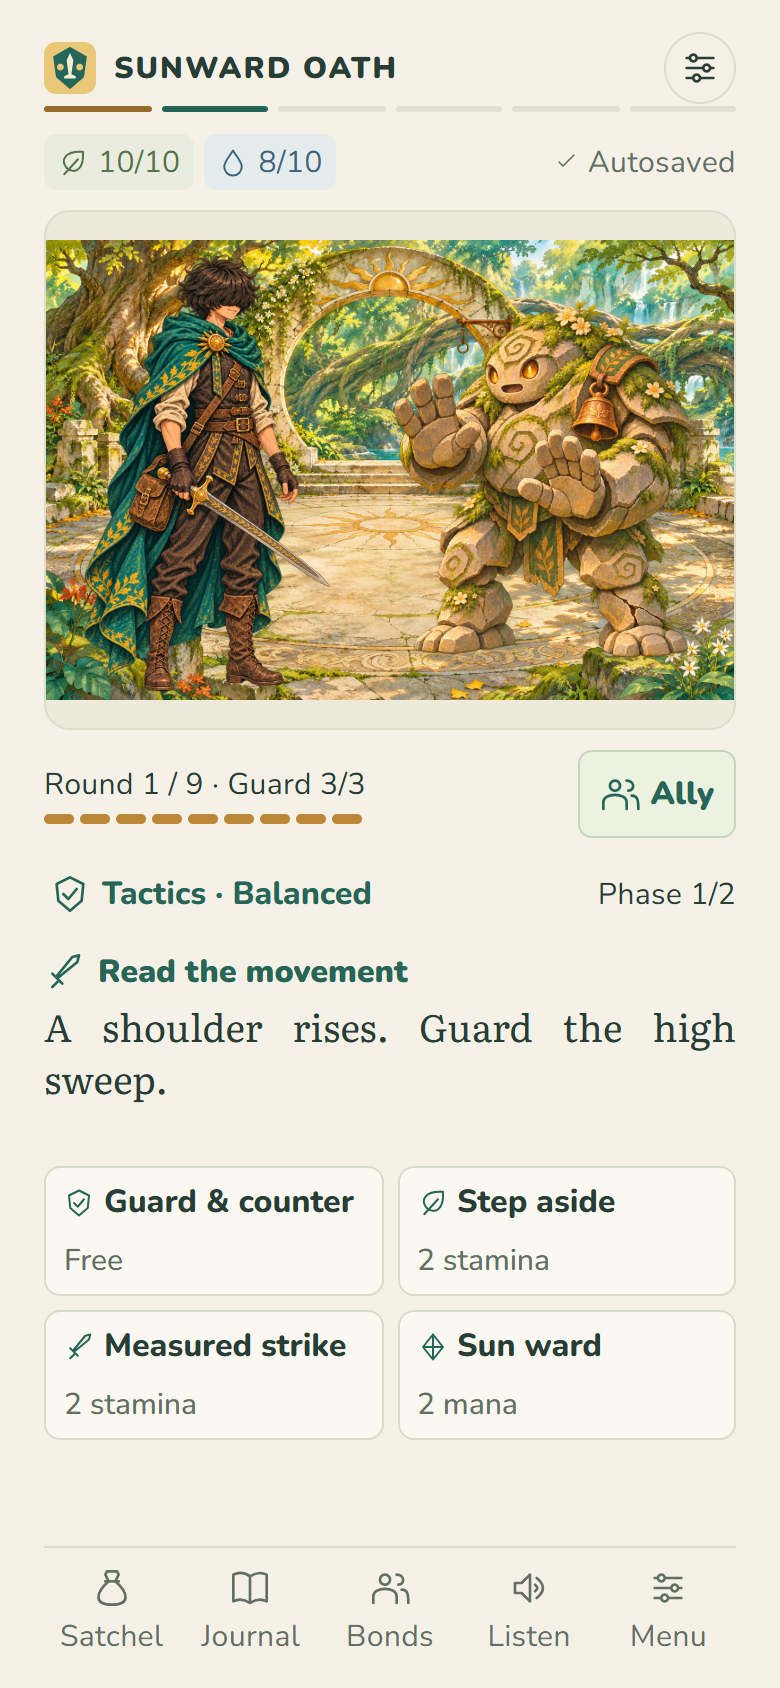 SUNWARD OATH
10/10 8/10 Autosaved
Round 1 / 9 · Guard 3/3
Ally
Tactics · Balanced Phase 1/2
Read the movement
A shoulder rises. Guard the high
sweep.
Guard & counter
Free
Step aside
2 stamina
Measured strike
2 stamina
Sun ward
2 mana
Satchel Journal Bonds Listen Menu